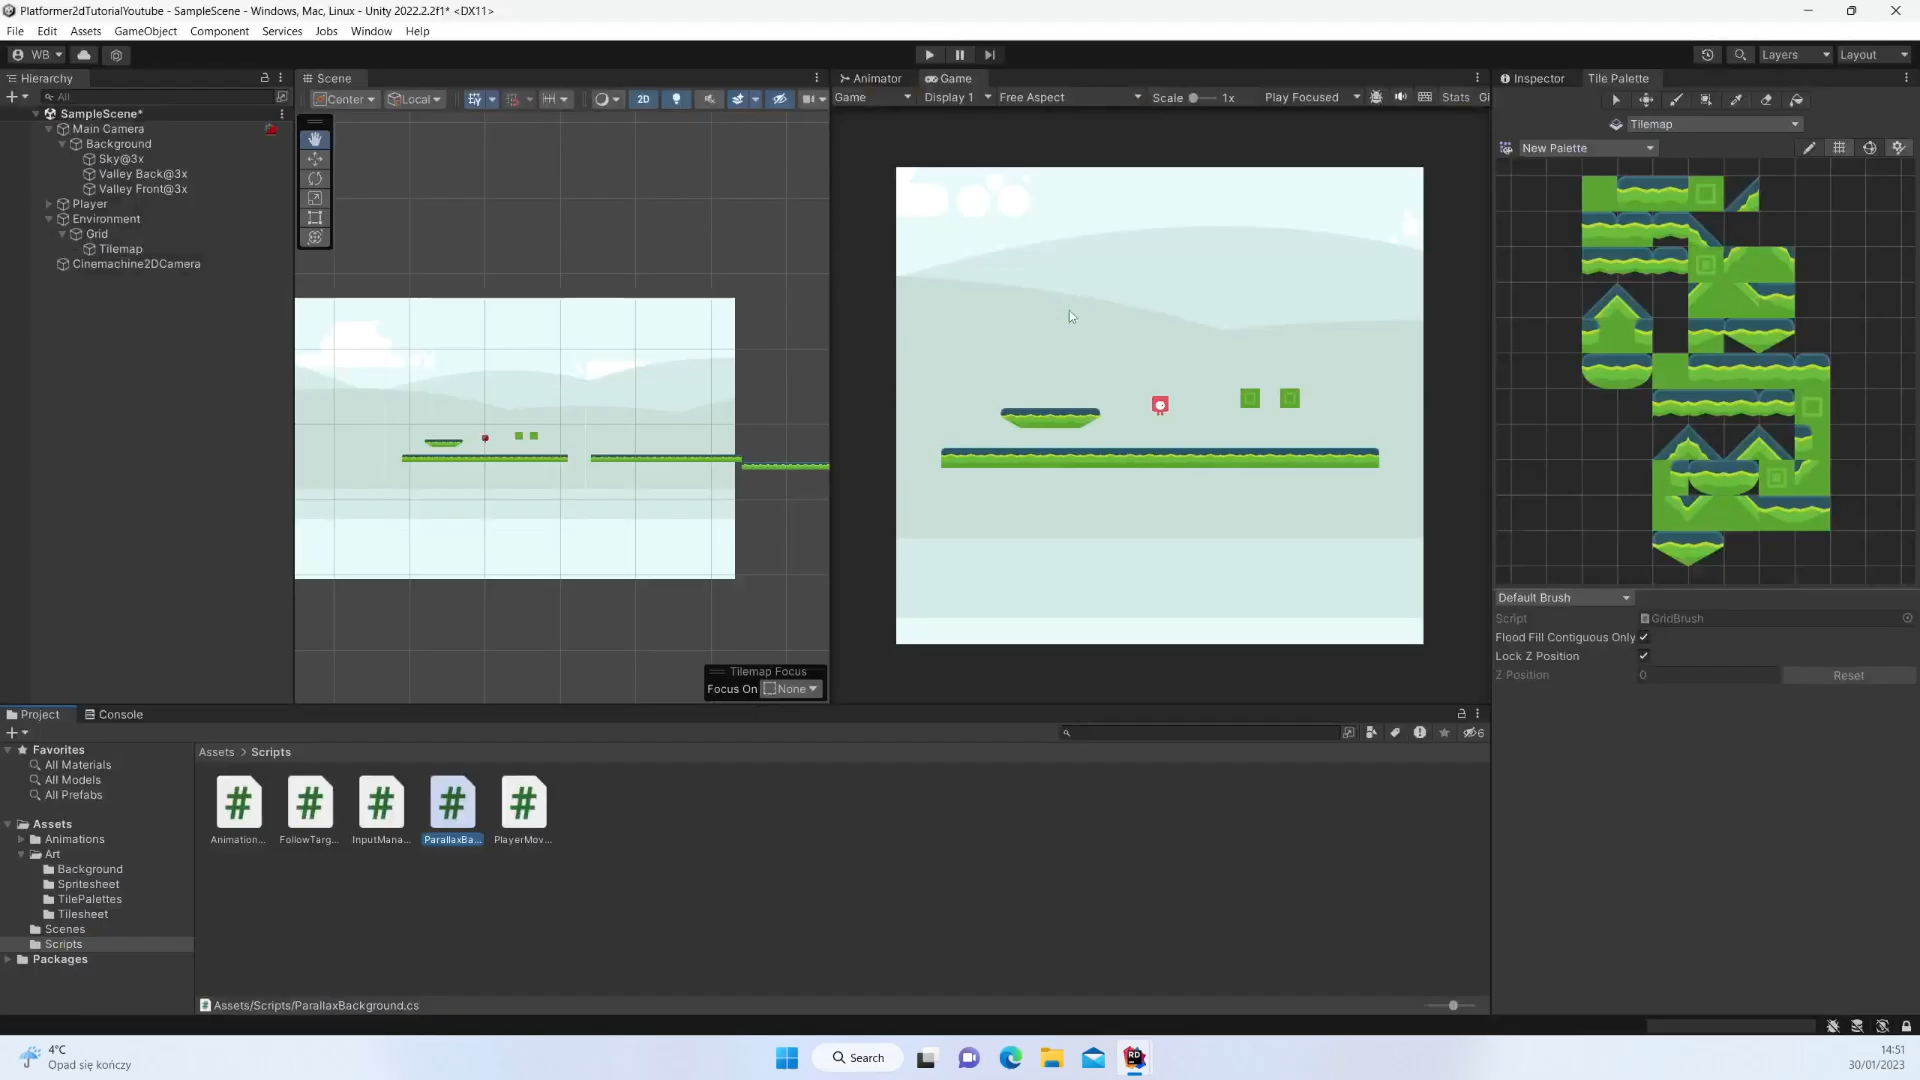 Platformer2dTutorialYoutube - SampleScene - Windows, Mac, Linux - Unity 2022.2.2f1* <DX11>
File Edit Assets GameObject Component Services Jobs Window Help
WB
Layers Layout
Hierarchy
All
SampleScene*
Main Camera
Background
Sky@3x
Valley Back@3x
Valley Front@3x
Player
Environment
Grid
Tilemap
Cinemachine2DCamera
Scene
Center Local 2D
Tilemap Focus
Focus On None
Animator Game
Game Display 1 Free Aspect Scale 1x Play Focused Stats Gi
Inspector Tile Palette
Tilemap
New Palette
Default Brush
Script GridBrush
Flood Fill Contiguous Only
Lock Z Position
Z Position 0 Reset
Project Console
6
Favorites
All Materials
All Models
All Prefabs
Assets
Animations
Art
Background
Spritesheet
TilePalettes
Tilesheet
Scenes
Scripts
Packages
Assets > Scripts
Animation... FollowTarg... InputMana... ParallaxBa... PlayerMov...
Assets/Scripts/ParallaxBackground.cs
4°C
Opad się kończy
Search
RD
14:51
30/01/2023